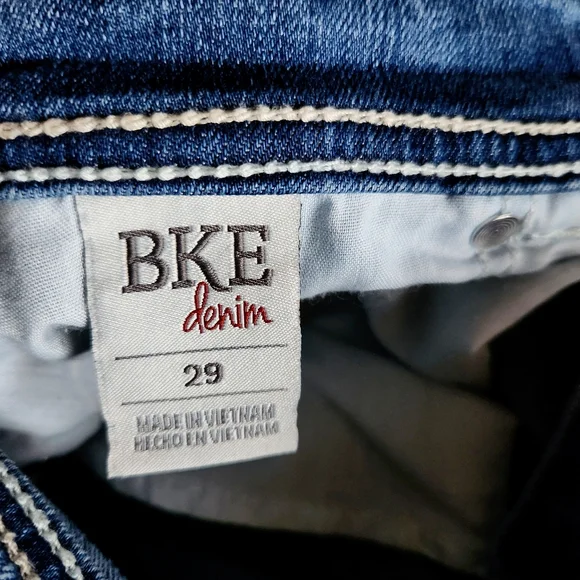 BKE
denim
29
MADE IN VIETNAM
HECHO EN VIETNAM